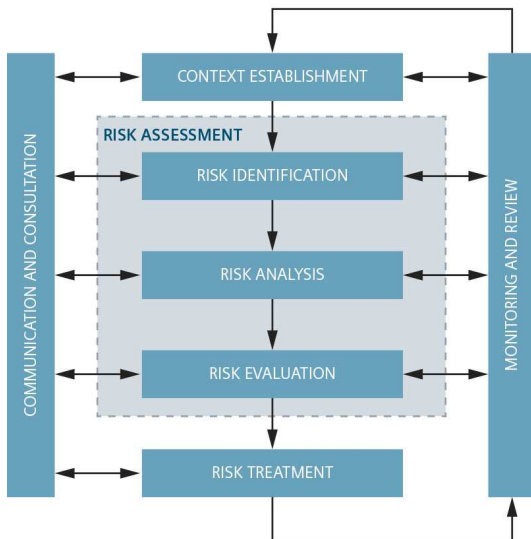 CONTEXT ESTABLISHMENT
RISK ASSESSMENT
RISK IDENTIFICATION
RISK ANALYSIS
RISK EVALUATION
RISK TREATMENT
COMMUNICATION AND CONSULTATION
MONITORING AND REVIEW